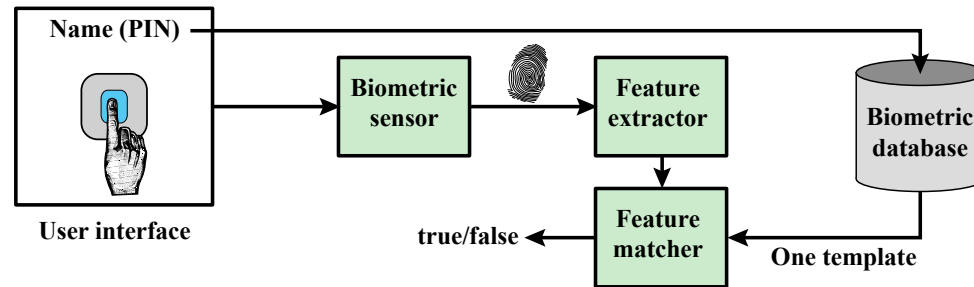 Name (PIN)
User interface
Biometric
sensor
Feature
extractor
Biometric
database
Feature
matcher
true/false
One template